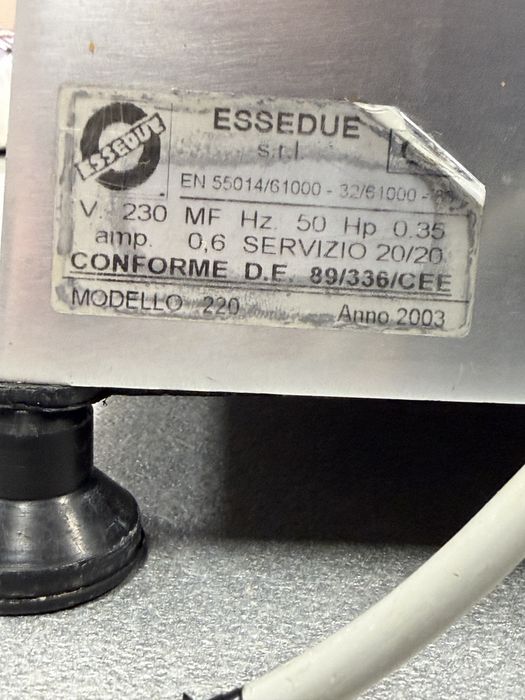 ESSEDUE
ESSEDUE
s.r.l.
EN 55014/61000 - 32/61000 -
V. 230 MF Hz. 50 Hp 0.35
amp. 0,6 SERVIZIO 20/20
CONFORME D.E. 89/336/CEE
MODELLO 220 Anno 2003